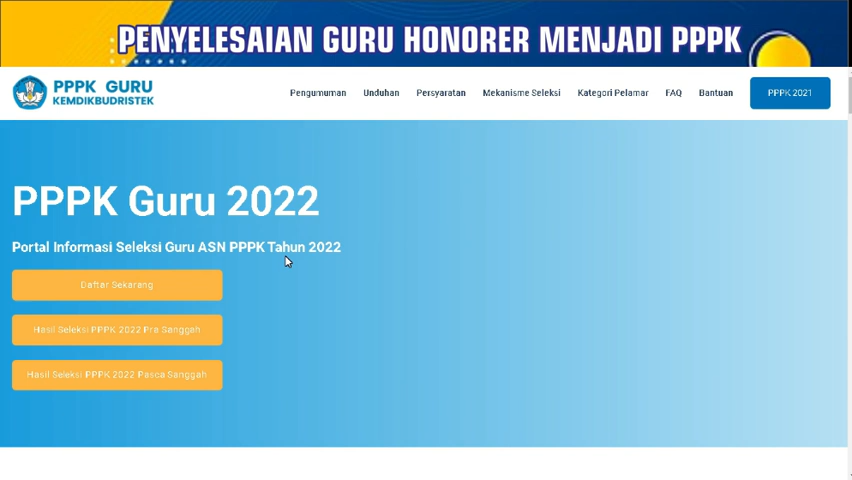 PENYELESAIAN GURU HONORER MENJADI PPPK
PPPK GURU
KEMDIKBUDRISTEK
Pengumuman Unduhan Persyaratan Mekanisme Seleksi Kategori Pelamar FAQ Bantuan PPPK 2021
PPPK Guru 2022
Portal Informasi Seleksi Guru ASN PPPK Tahun 2022
Daftar Sekarang
Hasil Seleksi PPPK 2022 Pra Sanggah
Hasil Seleksi PPPK 2022 Pasca Sanggah